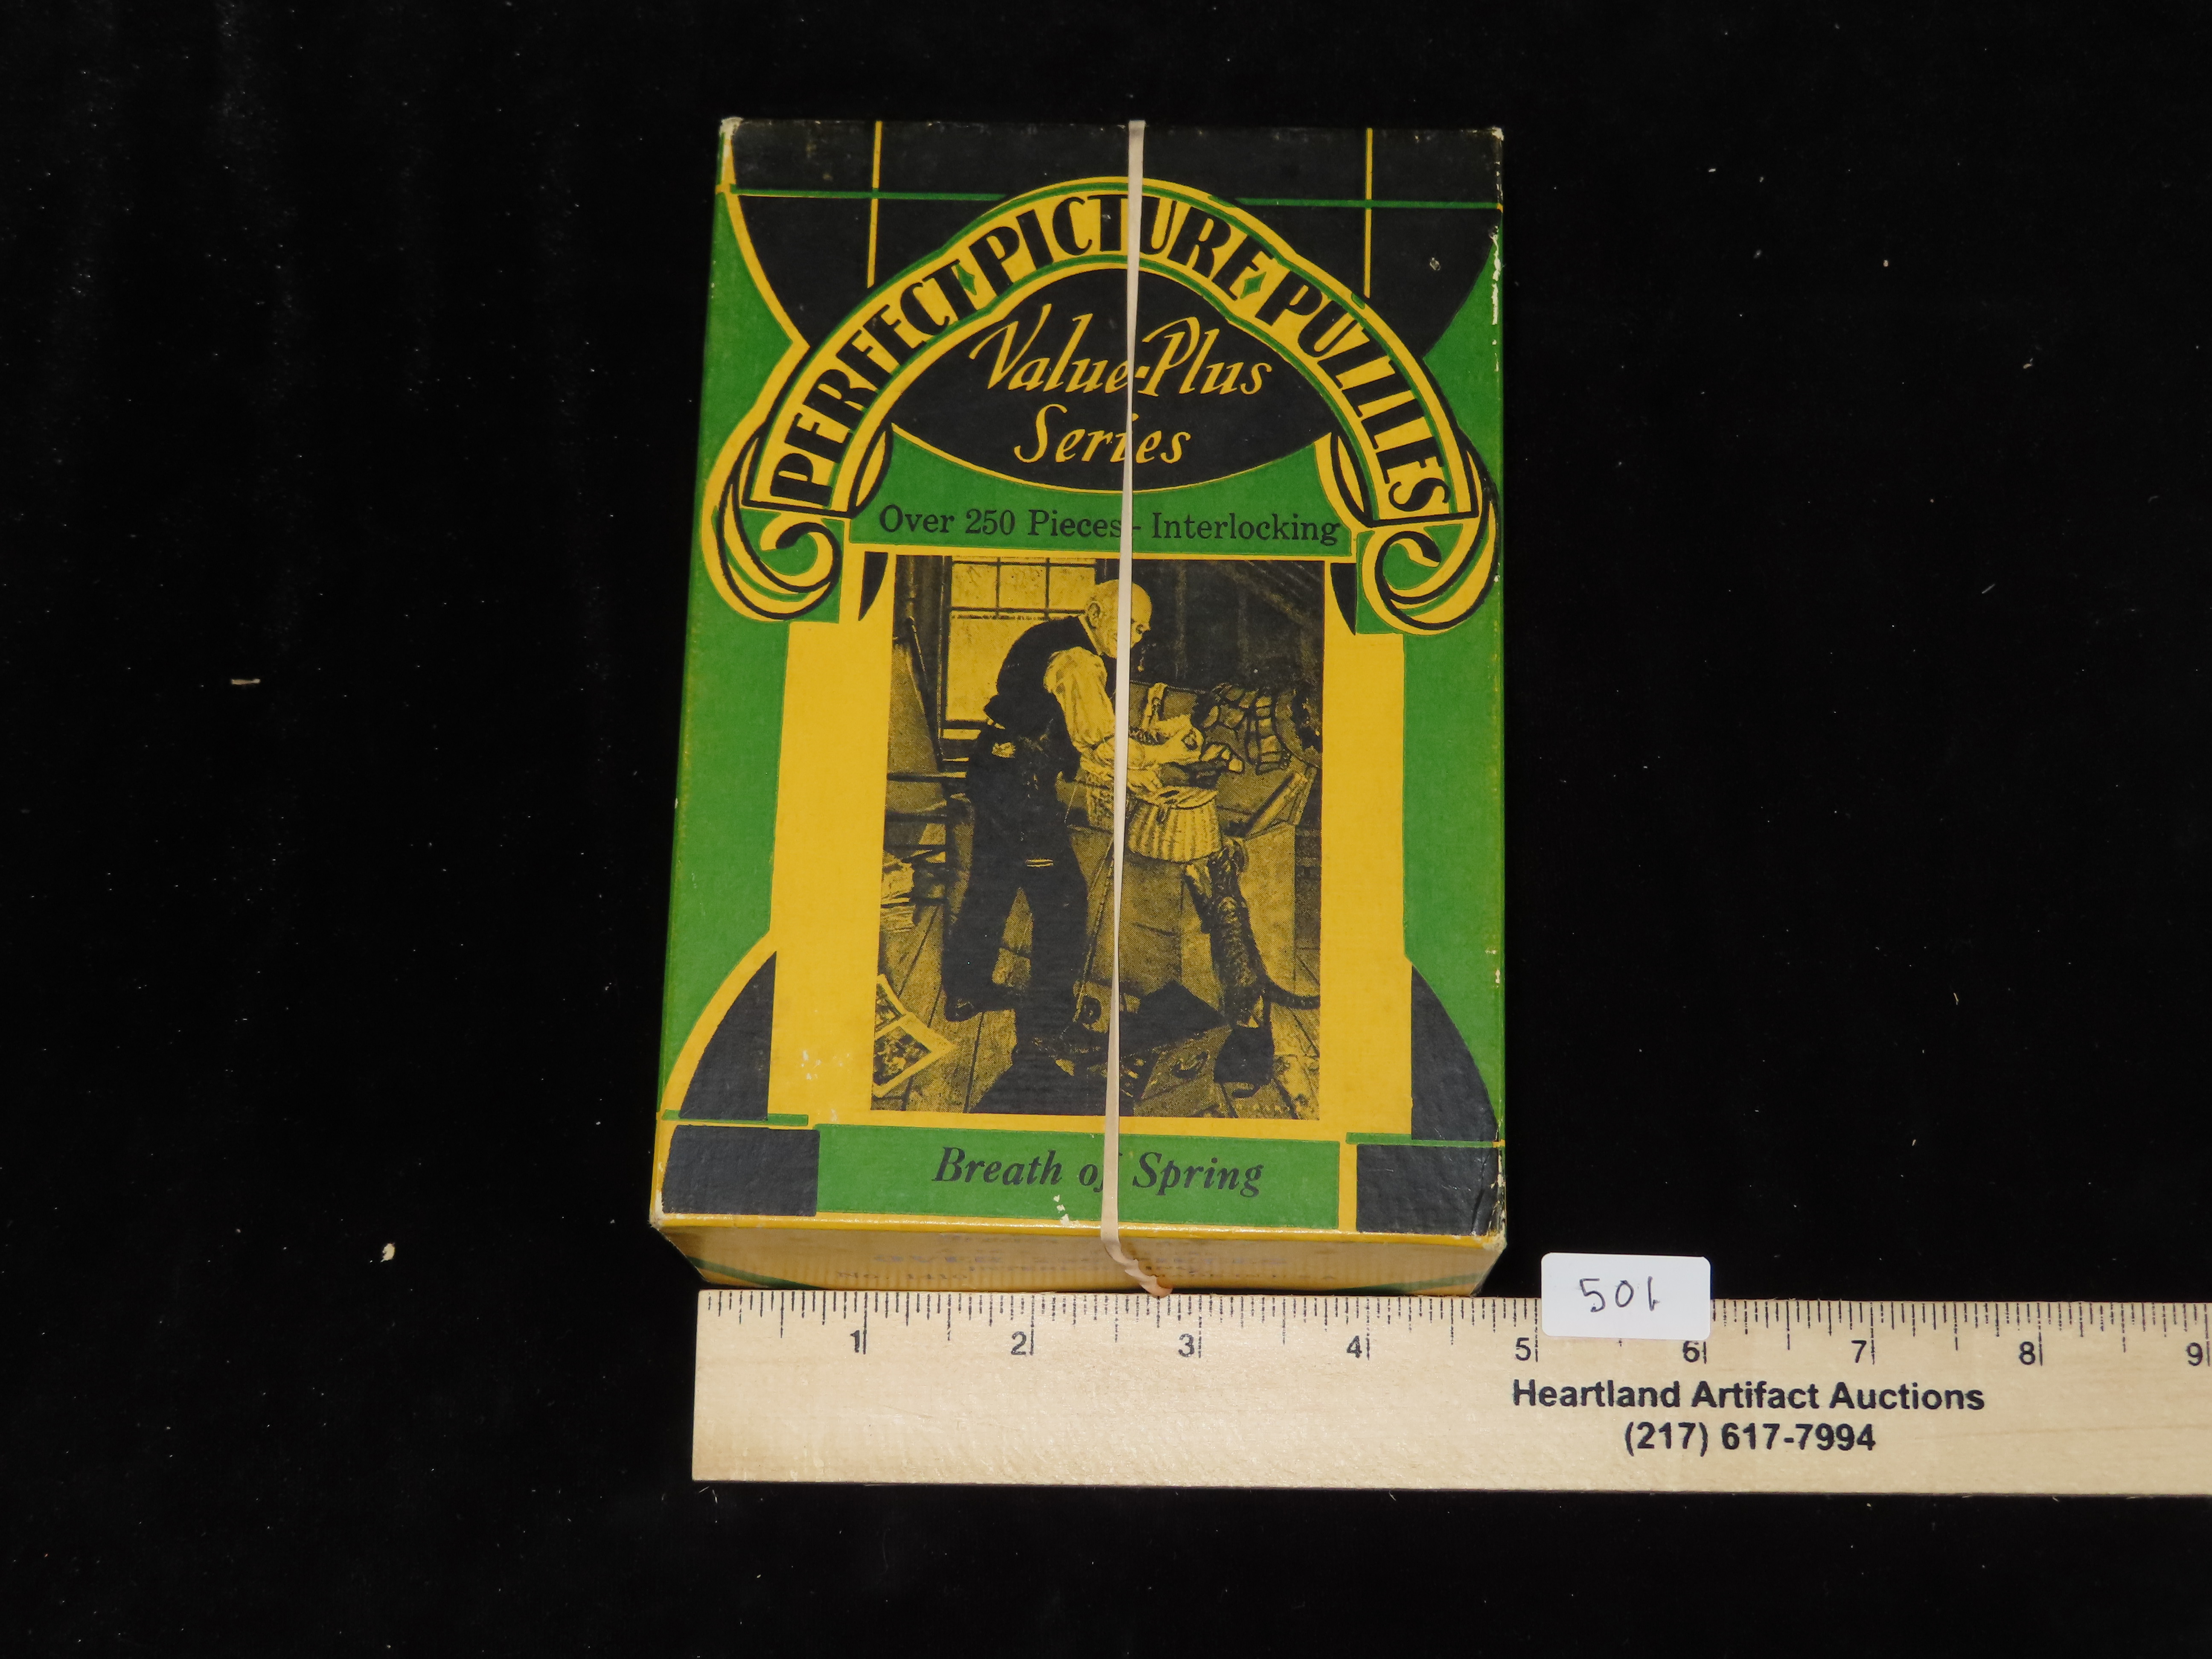 PERFECT PICTURE PUZZLES
Value-Plus
Series
Over 250 Pieces - Interlocking
Breath of Spring
501
1 2 3 4 5 6 7 8 9
Heartland Artifact Auctions
(217) 617-7994